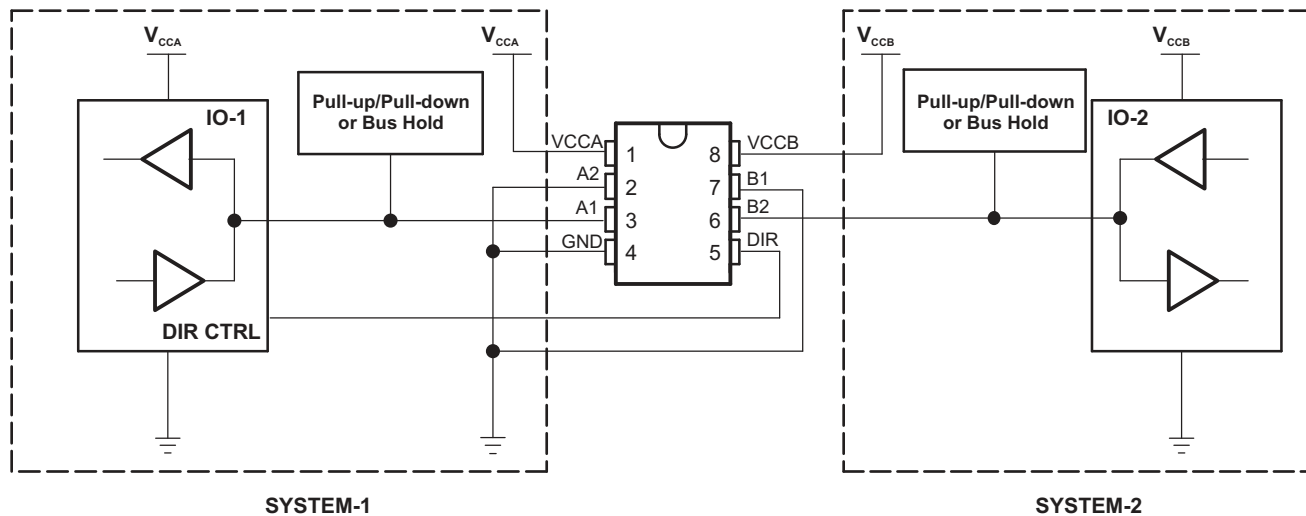 VCCA
VCCA
IO-1
Pull-up/Pull-down
or Bus Hold
DIR CTRL
VCCA
A2
A1
GND
1
2
3
4
8
7
6
5
VCCB
B1
B2
DIR
VCCB
VCCB
Pull-up/Pull-down
or Bus Hold
IO-2
SYSTEM-1
SYSTEM-2